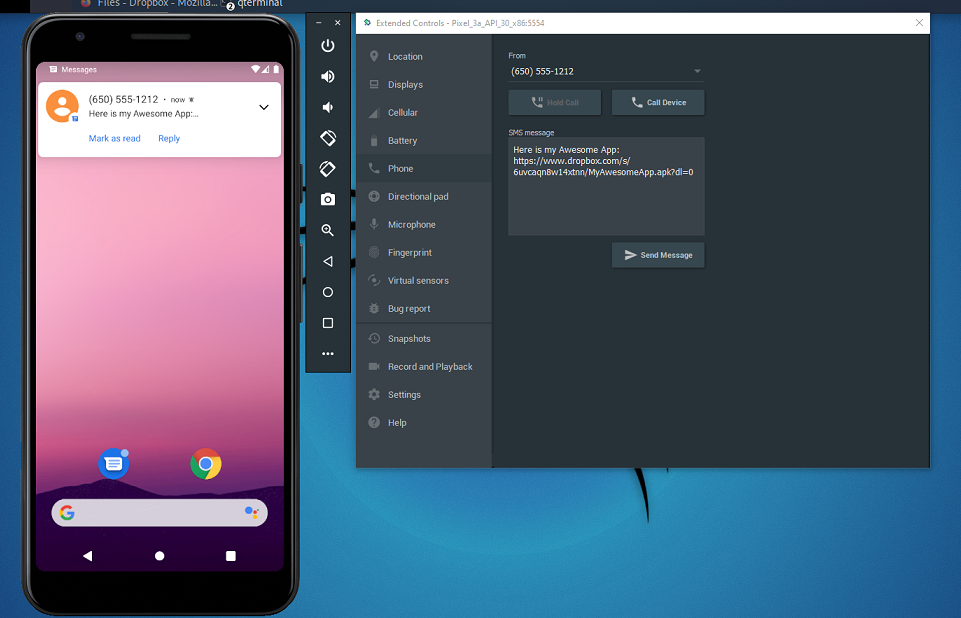 Files - Dropbox - Mozilla...
2
qterminal
Extended Controls - Pixel_3a_API_30_x86:5554
Messages
(650) 555-1212 · now
Here is my Awesome App:...
Mark as read
Reply
Location
Displays
Cellular
Battery
Phone
Directional pad
Microphone
Fingerprint
Virtual sensors
Bug report
Snapshots
Record and Playback
Settings
Help
From
(650) 555-1212
Hold Call
Call Device
SMS message
Here is my Awesome App:
https://www.dropbox.com/s/
6uvcaqn8w14xtnn/MyAwesomeApp.apk?dl=0
Send Message